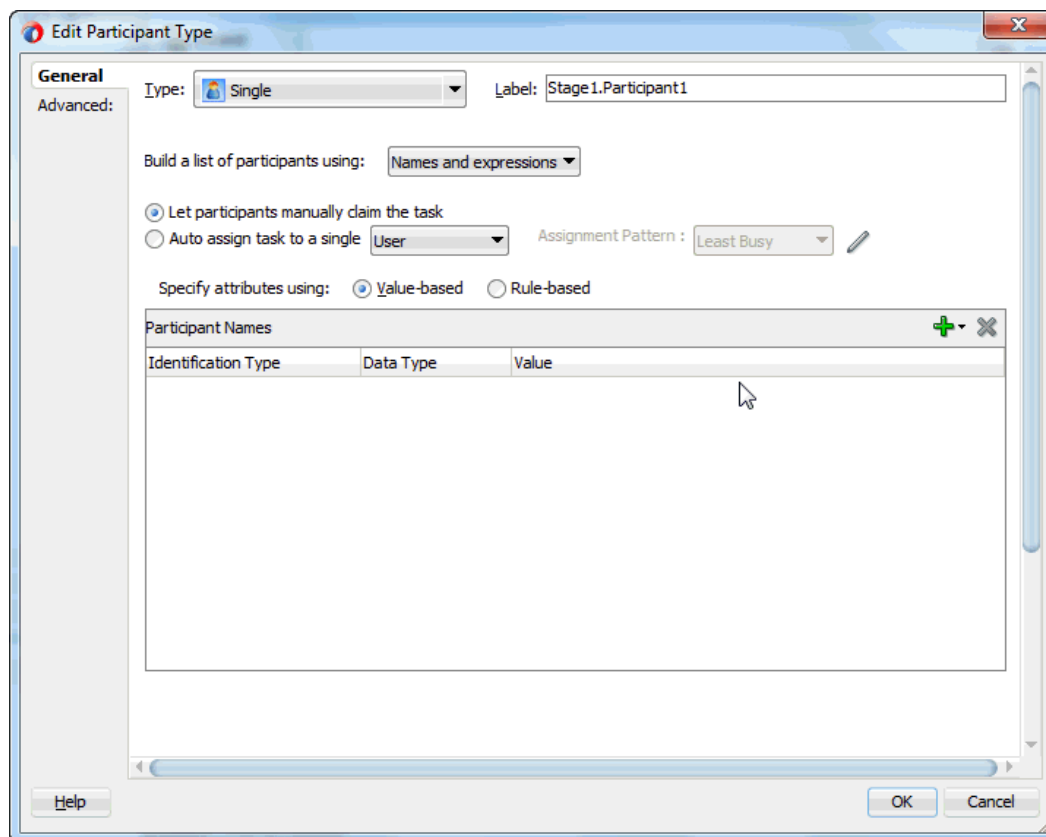 Edit Participant Type
General
Advanced:
Type: Single Label: Stage1.Participant1
Build a list of participants using: Names and expressions
Let participants manually claim the task
Auto assign task to a single User Assignment Pattern : Least Busy
Specify attributes using: Value-based Rule-based
Participant Names
Identification Type Data Type Value
Help OK Cancel